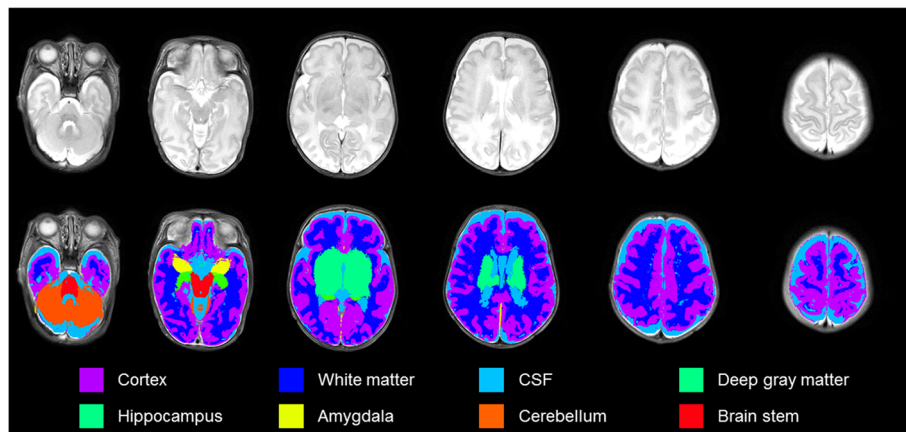 Cortex White matter CSF Deep gray matter
Hippocampus Amygdala Cerebellum Brain stem